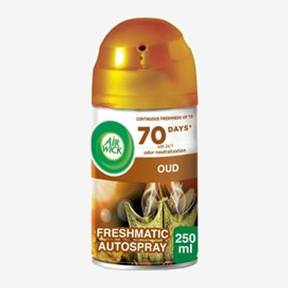 CONTINUOUS FRESHNESS UP TO
70 DAYS*
with 24/7
odor neutralization
AIR
WICK
OUD
FRESHMATIC
AUTOSPRAY
250
ml